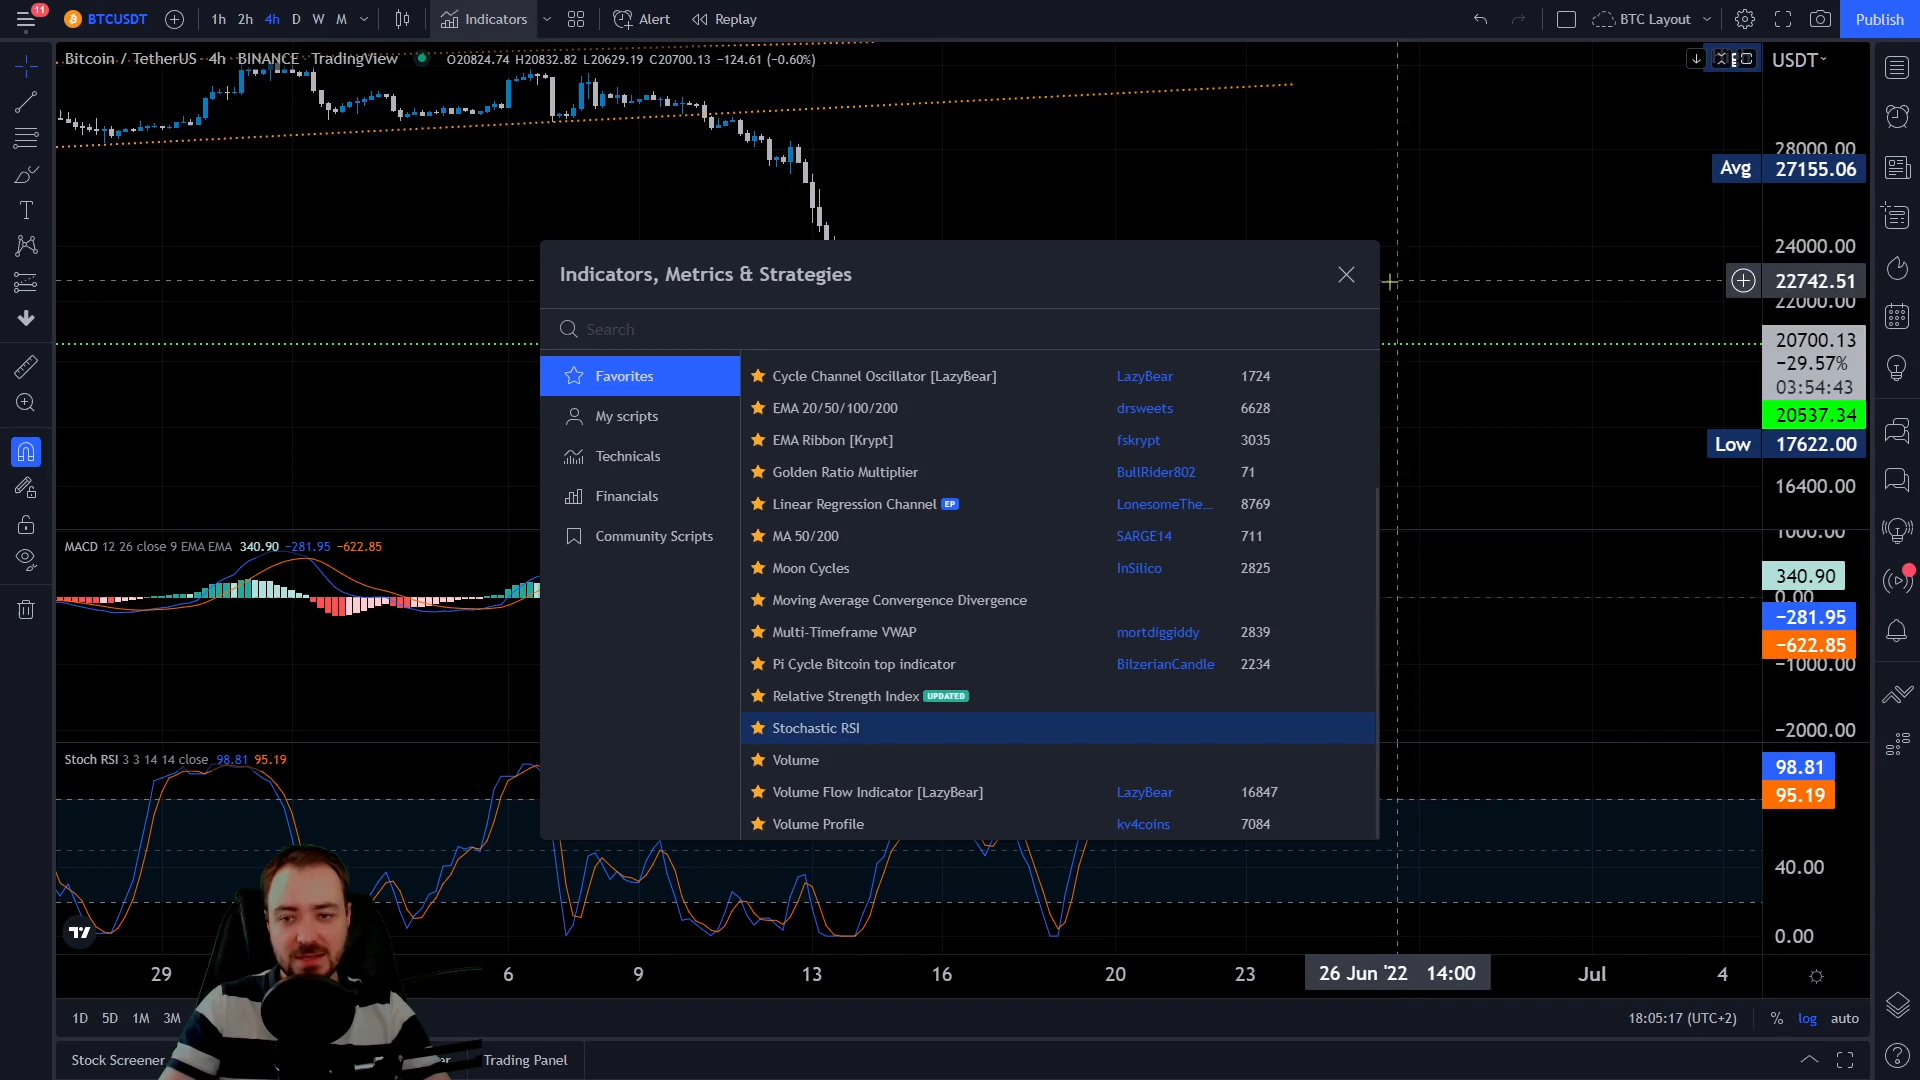 11
BTCUSDT
1h 2h 4h D W M
Indicators
Alert
Replay
BTC Layout
Publish
Bitcoin / TetherUS 4h BINANCE TradingView
O20824.74 H20832.82 L20629.19 C20700.13 −124.61 (−0.60%)
USDT
28000.00
Avg 27155.06
24000.00
22742.51
22000.00
20700.13
−29.57%
03:54:43
20537.34
Low 17622.00
16400.00
Indicators, Metrics & Strategies
Search
Favorites
My scripts
Technicals
Financials
Community Scripts
Cycle Channel Oscillator [LazyBear] LazyBear 1724
EMA 20/50/100/200 drsweets 6628
EMA Ribbon [Krypt] fskrypt 3035
Golden Ratio Multiplier BullRider802 71
Linear Regression Channel EP LonesomeThe... 8769
MA 50/200 SARGE14 711
Moon Cycles InSilico 2825
Moving Average Convergence Divergence
Multi-Timeframe VWAP mortdiggiddy 2839
Pi Cycle Bitcoin top indicator BilzerianCandle 2234
Relative Strength Index UPDATED
Stochastic RSI
Volume
Volume Flow Indicator [LazyBear] LazyBear 16847
Volume Profile kv4coins 7084
MACD 12 26 close 9 EMA EMA 340.90 −281.95 −622.85
1000.00
340.90
0.00
−281.95
−622.85
−1000.00
−2000.00
Stoch RSI 3 3 14 14 close 98.81 95.19
98.81
95.19
40.00
0.00
29 6 9 13 16 20 23 26 Jun '22 14:00 Jul 4
1D 5D 1M 3M
18:05:17 (UTC+2) % log auto
Stock Screener
Trading Panel